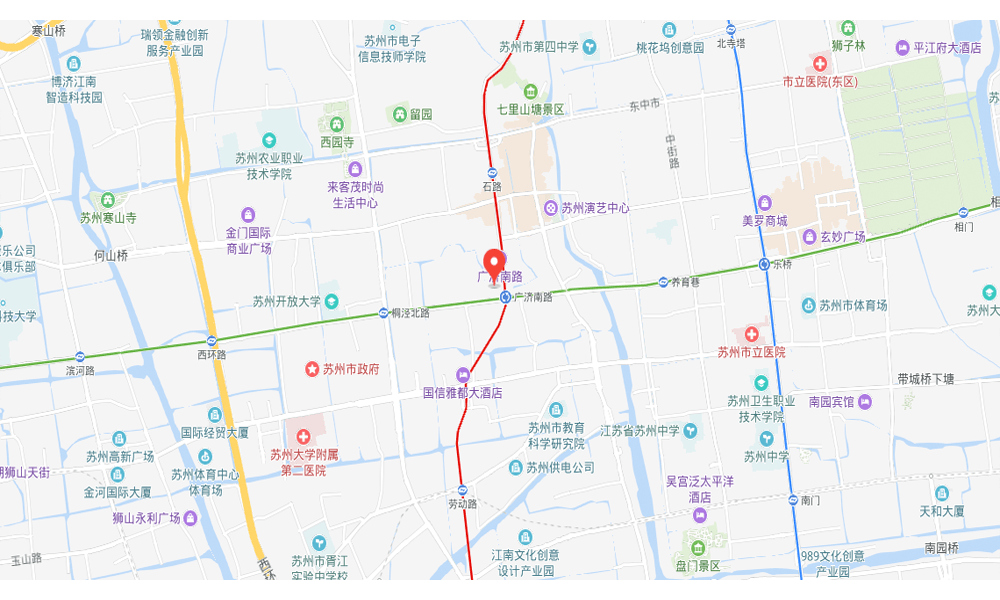 寒山桥
瑞领金融创新
服务产业园
苏州市电子
信息技师学院
苏州市第四中学
桃花坞创意园
北寺塔
狮子林
平江府大酒店
博济江南
智造科技园
市立医院(东区)
七里山塘景区
东中市
留园
西园寺
中街路
苏州农业职业
技术学院
来客茂时尚
生活中心
石路
苏州寒山寺
金门国际
商业广场
苏州演艺中心
美罗商城
玄妙广场
相门
何山桥
乐公司
俱乐部
广济南路
乐桥
养育巷
苏州开放大学
广济南路
桐泾北路
苏州市体育场
苏州大
科技大学
西环路
滨河路
苏州市立医院
苏州市政府
国信雅都大酒店
带城桥下塘
苏州卫生职业
技术学院
南园宾馆
国际经贸大厦
苏州市教育
科学研究院
江苏省苏州中学
苏州中学
苏州高新广场
苏州大学附属
第二医院
苏州体育中心
体育场
苏州供电公司
狮山天街
金河国际大厦
吴宫泛太平洋
酒店
劳动路
南门
天和大厦
狮山永利广场
江南文化创意
设计产业园
盘门景区
南园桥
989文化创意
产业园
玉山路
西环
苏州市胥江
实验中学校